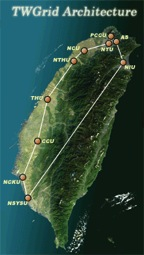 TWGrid Architecture
PCCU
AS
NCU
NTU
NTHU
NIU
THU
CCU
NCKU
NSYSU